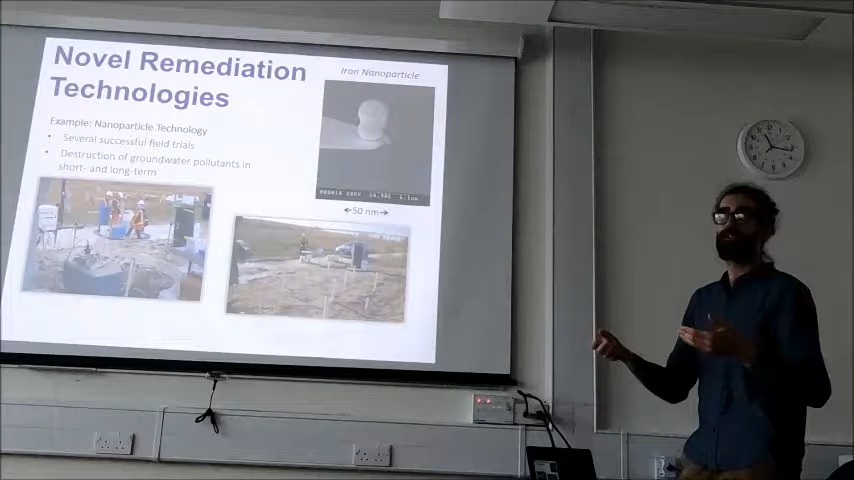 Novel Remediation
Technologies
Iron Nanoparticle
Example: Nanoparticle Technology
• Several successful field trials
• Destruction of groundwater pollutants in
short- and long-term
50 nm